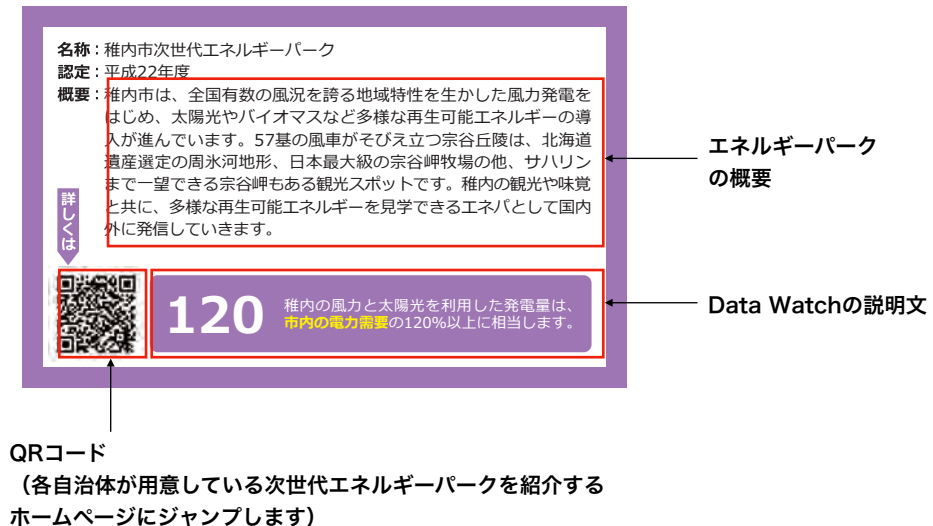 名称：稚内市次世代エネルギーパーク
認定：平成22年度
概要：稚内市は、全国有数の風況を誇る地域特性を生かした風力発電を
はじめ、太陽光やバイオマスなど多様な再生可能エネルギーの導
入が進んでいます。57基の風車がそびえ立つ宗谷丘陵は、北海道
遺産選定の周氷河地形、日本最大級の宗谷岬牧場の他、サハリン
まで一望できる宗谷岬もある観光スポットです。稚内の観光や味覚
と共に、多様な再生可能エネルギーを見学できるエネパとして国内
外に発信していきます。
エネルギーパーク
の概要
詳しくは
120
稚内の風力と太陽光を利用した発電量は、
市内の電力需要の120%以上に相当します。
Data Watchの説明文
QRコード
（各自治体が用意している次世代エネルギーパークを紹介する
ホームページにジャンプします）